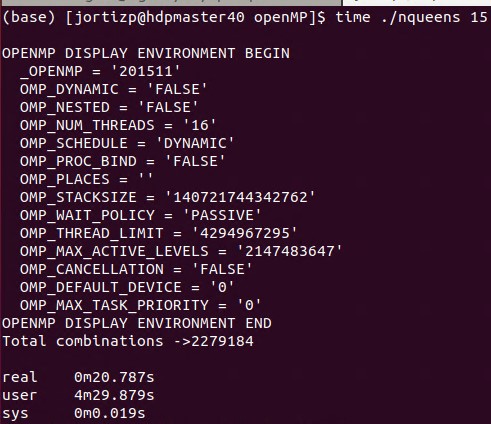 (base) [jortizp@hdpmaster40 openMP]$ time ./nqueens 15
OPENMP DISPLAY ENVIRONMENT BEGIN
_OPENMP = '201511'
OMP_DYNAMIC = 'FALSE'
OMP_NESTED = 'FALSE'
OMP_NUM_THREADS = '16'
OMP_SCHEDULE = 'DYNAMIC'
OMP_PROC_BIND = 'FALSE'
OMP_PLACES = ''
OMP_STACKSIZE = '140721744342762'
OMP_WAIT_POLICY = 'PASSIVE'
OMP_THREAD_LIMIT = '4294967295'
OMP_MAX_ACTIVE_LEVELS = '2147483647'
OMP_CANCELLATION = 'FALSE'
OMP_DEFAULT_DEVICE = '0'
OMP_MAX_TASK_PRIORITY = '0'
OPENMP DISPLAY ENVIRONMENT END
Total combinations ->2279184
real 0m20.787s
user 4m29.879s
sys 0m0.019s